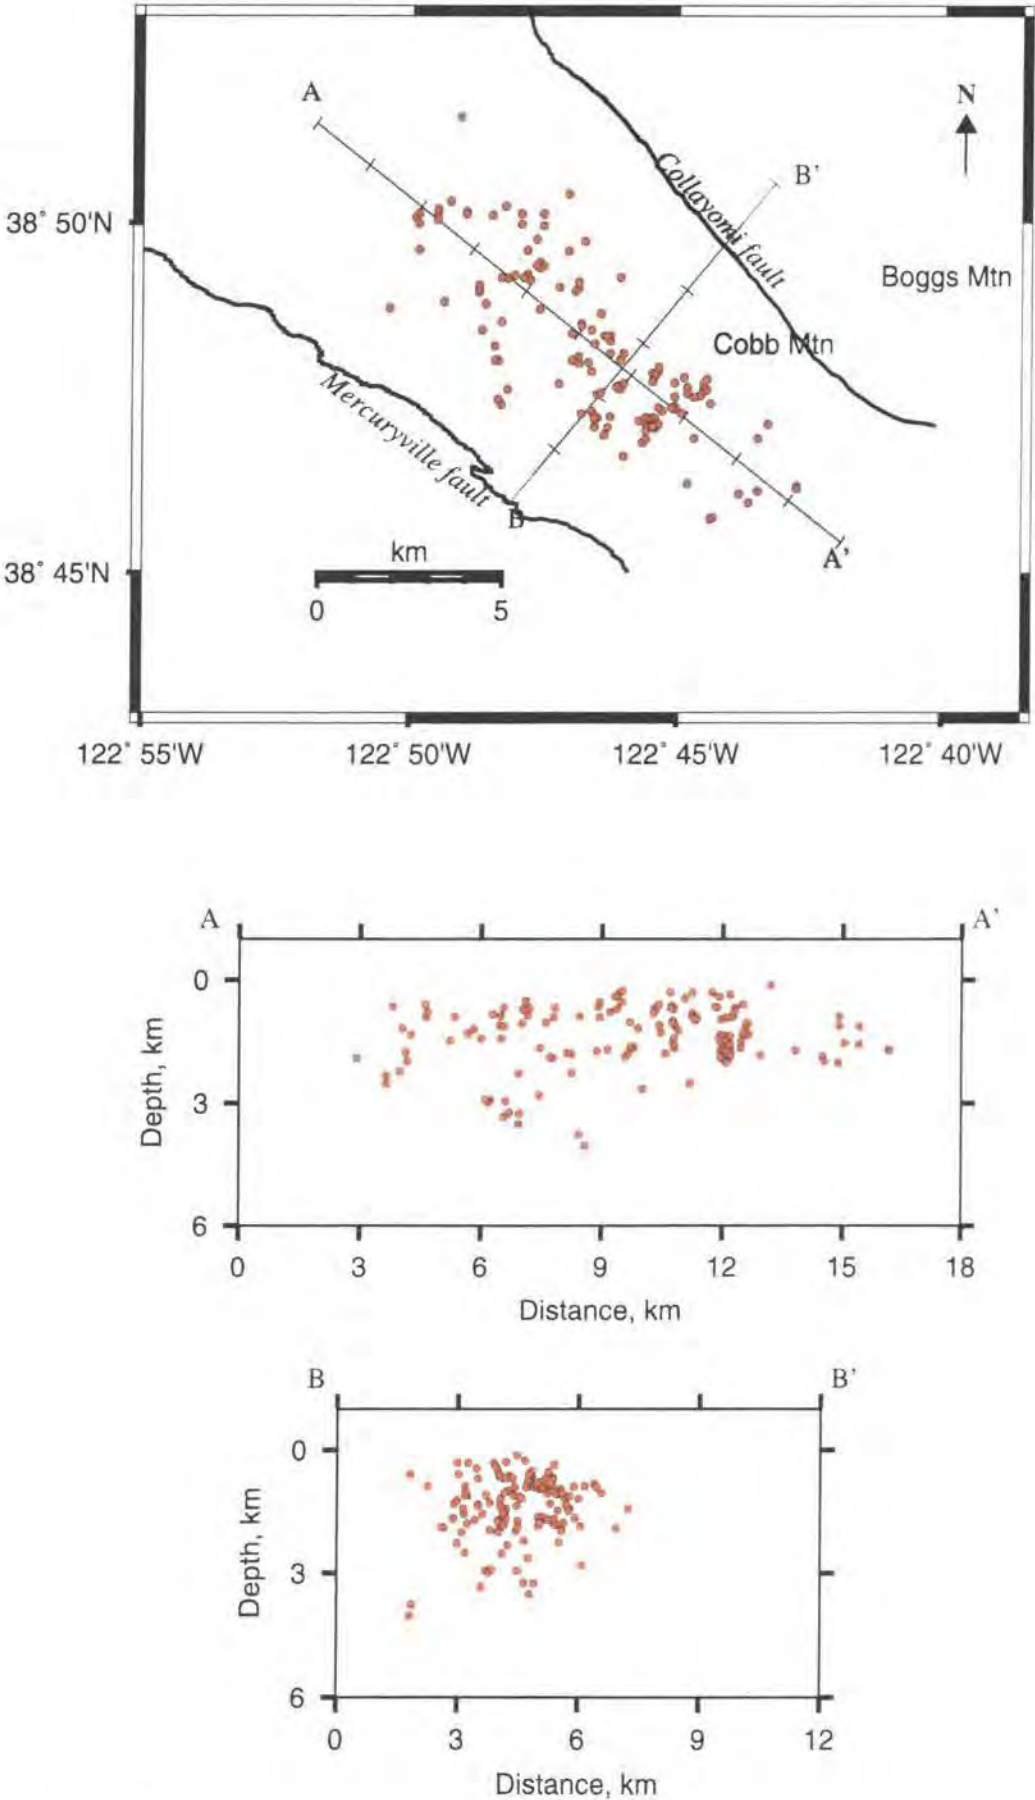 A
N
B'
Collayomi fault
38° 50'N
Boggs Mtn
Cobb Mtn
Mercuryville fault
B
km
A'
38° 45'N
0 5
122° 55'W 122° 50'W 122° 45'W 122° 40'W
A A'
0
3
6
Depth, km
0 3 6 9 12 15 18
Distance, km
B B'
0
3
6
Depth, km
0 3 6 9 12
Distance, km